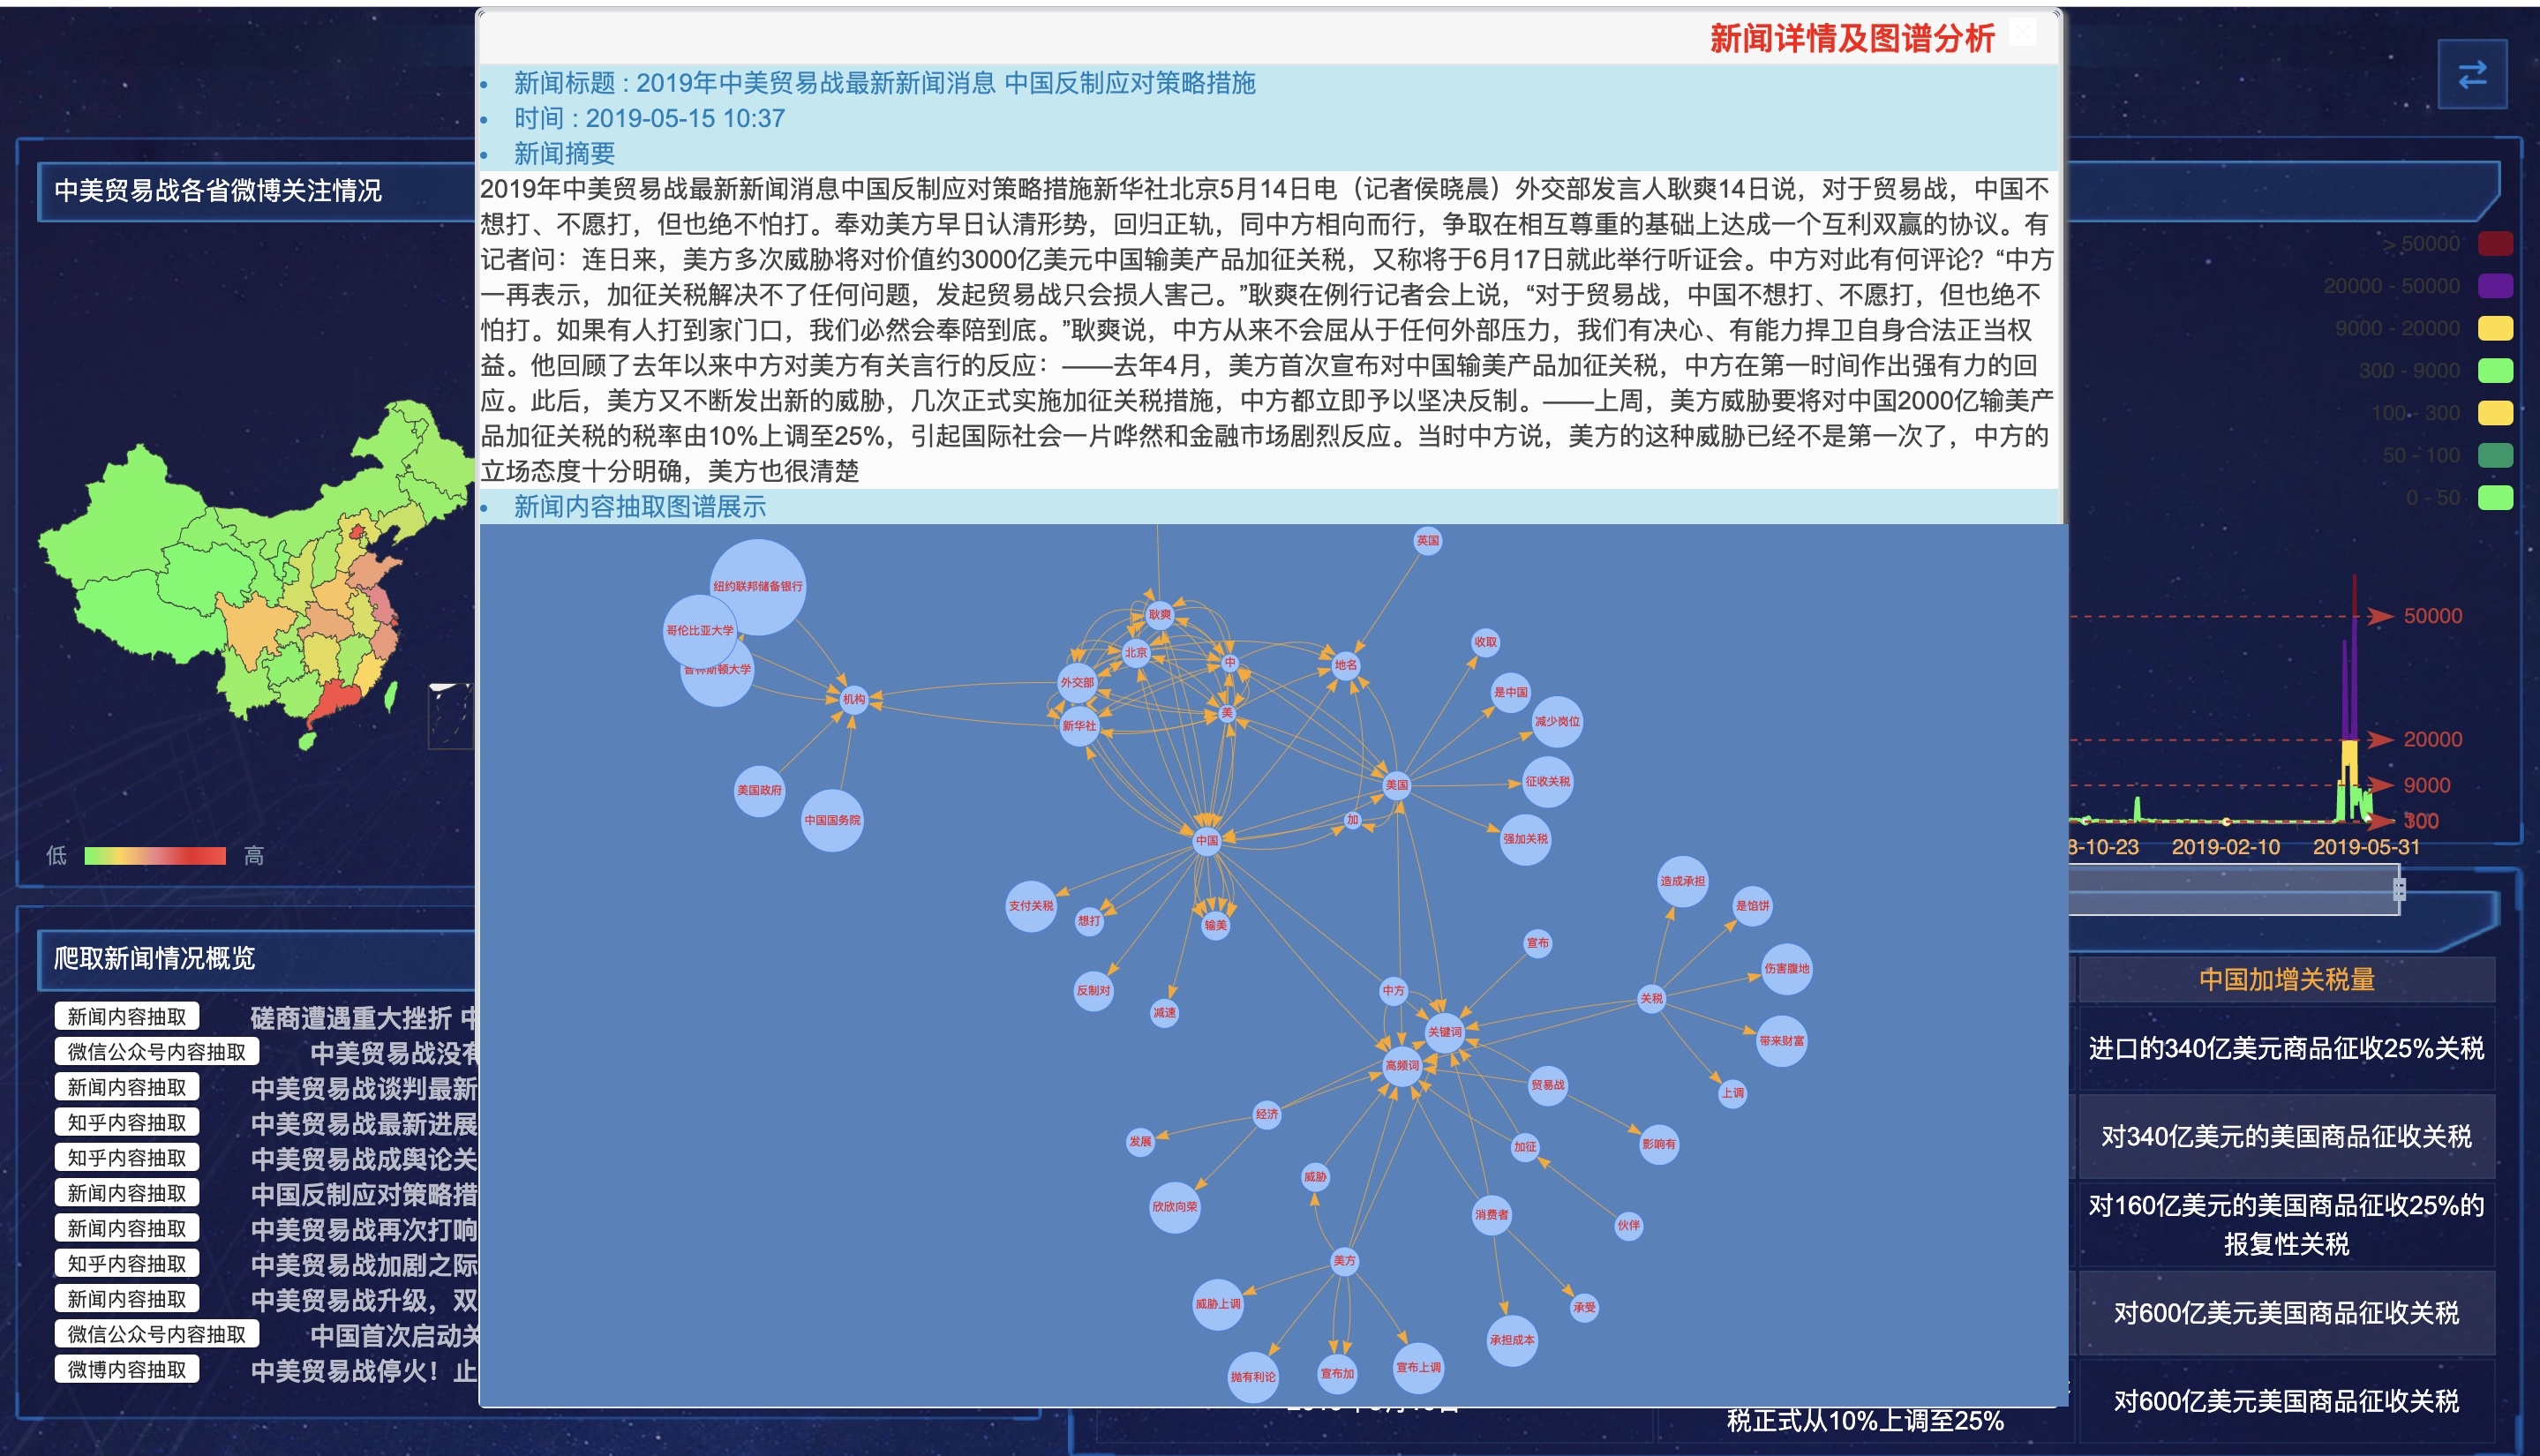 新闻详情及图谱分析
新闻标题 : 2019年中美贸易战最新新闻消息 中国反制应对策略措施
时间 : 2019-05-15 10:37
新闻摘要
2019年中美贸易战最新新闻消息中国反制应对策略措施新华社北京5月14日电（记者侯晓晨）外交部发言人耿爽14日说，对于贸易战，中国不
想打、不愿打，但也绝不怕打。奉劝美方早日认清形势，回归正轨，同中方相向而行，争取在相互尊重的基础上达成一个互利双赢的协议。有
记者问：连日来，美方多次威胁将对价值约3000亿美元中国输美产品加征关税，又称将于6月17日就此举行听证会。中方对此有何评论？“中方
一再表示，加征关税解决不了任何问题，发起贸易战只会损人害己。”耿爽在例行记者会上说，“对于贸易战，中国不想打、不愿打，但也绝不
怕打。如果有人打到家门口，我们必然会奉陪到底。”耿爽说，中方从来不会屈从于任何外部压力，我们有决心、有能力捍卫自身合法正当权
益。他回顾了去年以来中方对美方有关言行的反应：——去年4月，美方首次宣布对中国输美产品加征关税，中方在第一时间作出强有力的回
应。此后，美方又不断发出新的威胁，几次正式实施加征关税措施，中方都立即予以坚决反制。——上周，美方威胁要将对中国2000亿输美产
品加征关税的税率由10%上调至25%，引起国际社会一片哗然和金融市场剧烈反应。当时中方说，美方的这种威胁已经不是第一次了，中方的
立场态度十分明确，美方也很清楚
新闻内容抽取图谱展示
英国
纽约联邦储备银行
耿爽
哥伦比亚大学
收取
北京
中
地名
普林斯顿大学
外交部
是中国
机构
美
减少岗位
新华社
美国
征收关税
美国政府
加
中国国务院
强加关税
中国
造成承担
支付关税
是馅饼
想打
输美
宣布
伤害腹地
中方
反制对
关税
减速
关键词
带来财富
高频词
贸易战
上调
经济
发展
加征
影响有
威胁
欣欣向荣
消费者
伙伴
美方
威胁上调
承受
承担成本
宣布上调
宣布加
抛有利论
中美贸易战各省微博关注情况
低
高
爬取新闻情况概览
新闻内容抽取 磋商遭遇重大挫折
微信公众号内容抽取 中美贸易战没有
新闻内容抽取 中美贸易战谈判最新
知乎内容抽取 中美贸易战最新进展
知乎内容抽取 中美贸易战成舆论关
新闻内容抽取 中国反制应对策略措
新闻内容抽取 中美贸易战再次打响
知乎内容抽取 中美贸易战加剧之际
新闻内容抽取 中美贸易战升级，双
微信公众号内容抽取 中国首次启动关
微博内容抽取 中美贸易战停火！止
> 50000
20000 - 50000
9000 - 20000
300 - 9000
100 - 300
50 - 100
0 - 50
50000
20000
9000
300
8-10-23
2019-02-10
2019-05-31
中国加增关税量
进口的340亿美元商品征收25%关税
对340亿美元的美国商品征收关税
对160亿美元的美国商品征收25%的
报复性关税
对600亿美元美国商品征收关税
对600亿美元美国商品征收关税
税正式从10%上调至25%